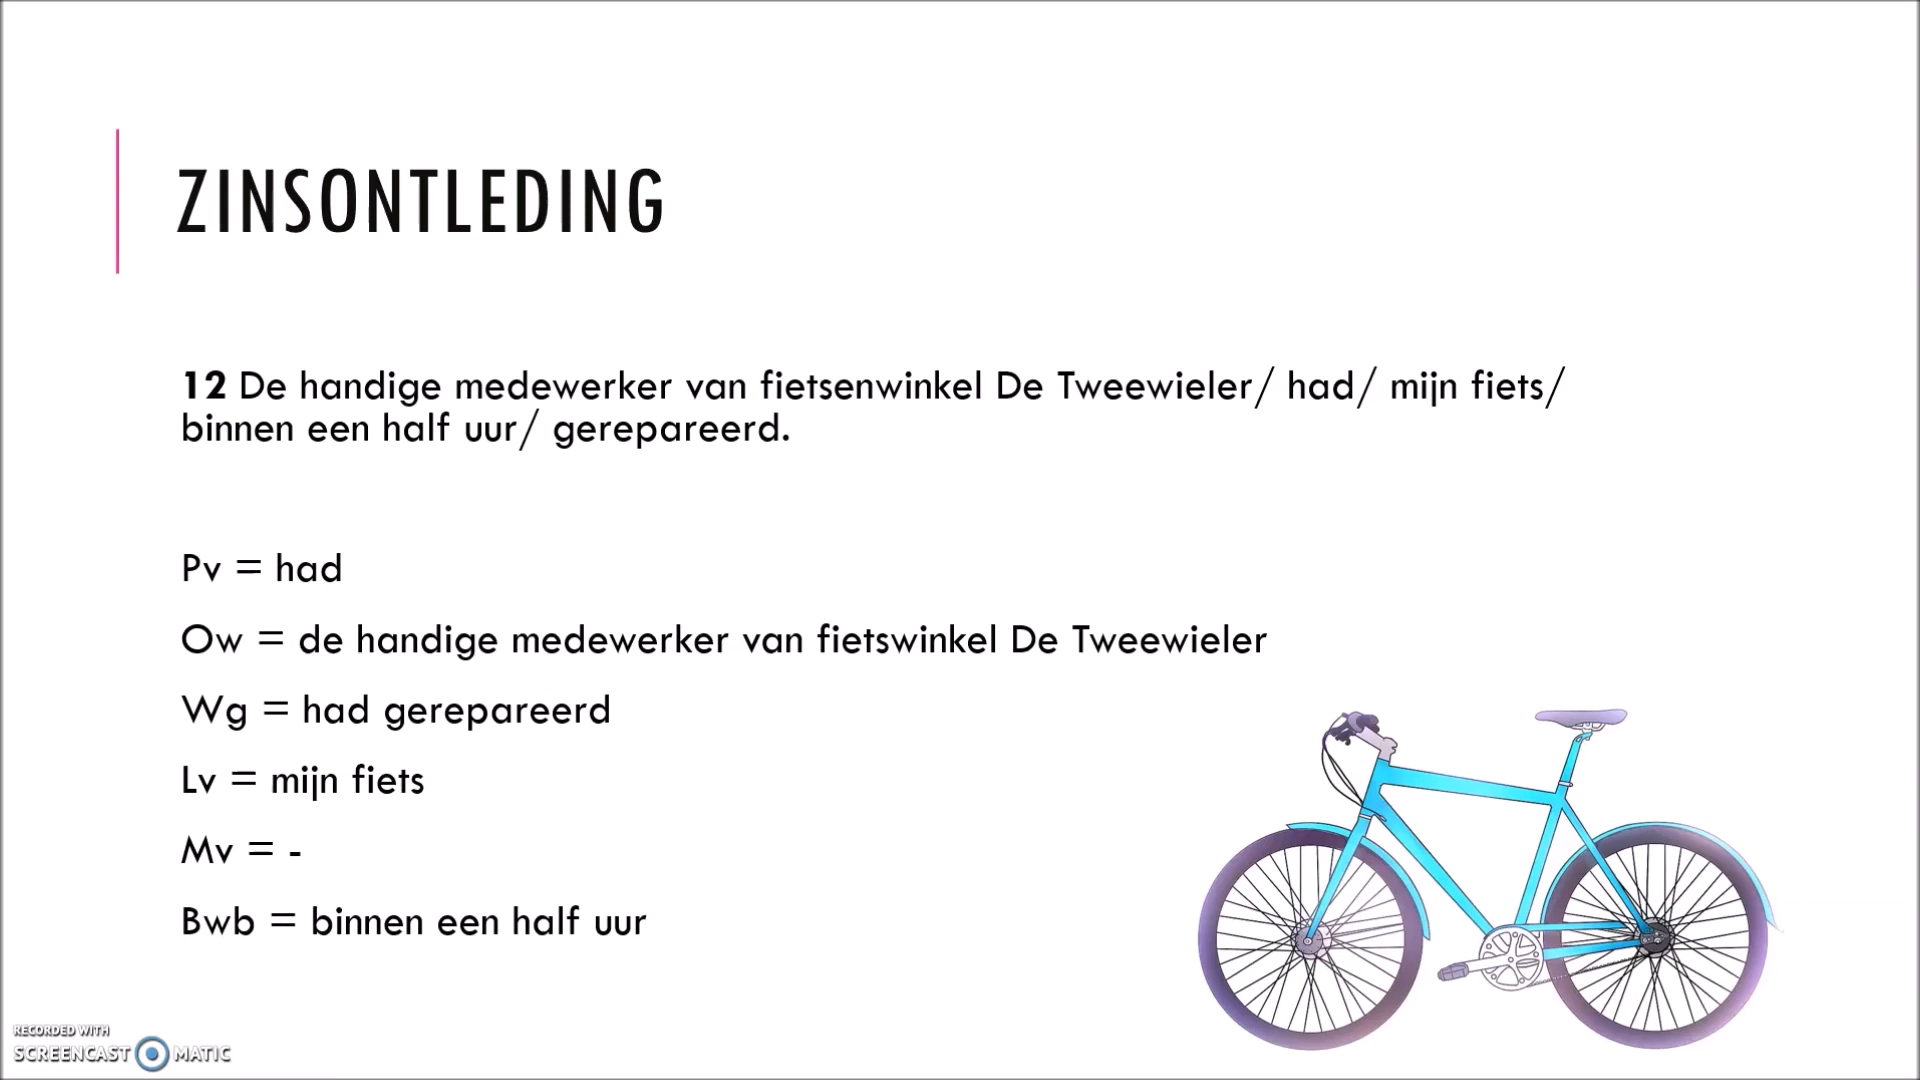 ZINSONTLEDING
12 De handige medewerker van fietsenwinkel De Tweewieler/ had/ mijn fiets/
binnen een half uur/ gerepareerd.
Pv = had
Ow = de handige medewerker van fietswinkel De Tweewieler
Wg = had gerepareerd
Lv = mijn fiets
Mv = -
Bwb = binnen een half uur
RECORDED WITH
SCREENCAST MATIC